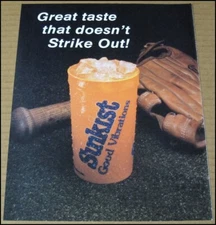 Great taste
that doesn't
Strike Out!
Sunkist
Good Vibrations